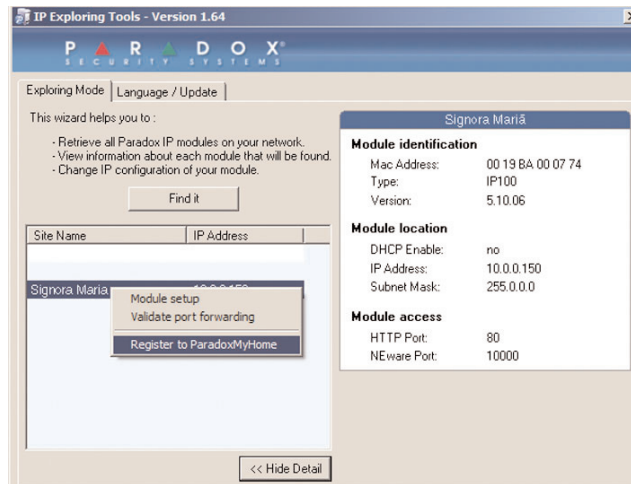 IP Exploring Tools - Version 1.64
PARADOX®
SECURITY SYSTEMS
Exploring Mode
Language / Update
This wizard helps you to :
- Retrieve all Paradox IP modules on your network.
- View information about each module that will be found.
- Change IP configuration of your module.
Find it
Site Name IP Address
Signora Maria 10.0.0.150
Module setup
Validate port forwarding
Register to ParadoxMyHome
<< Hide Detail
Signora Mariã
Module identification
Mac Address: 00 19 BA 00 07 74
Type: IP100
Version: 5.10.06
Module location
DHCP Enable: no
IP Address: 10.0.0.150
Subnet Mask: 255.0.0.0
Module access
HTTP Port: 80
NEware Port: 10000